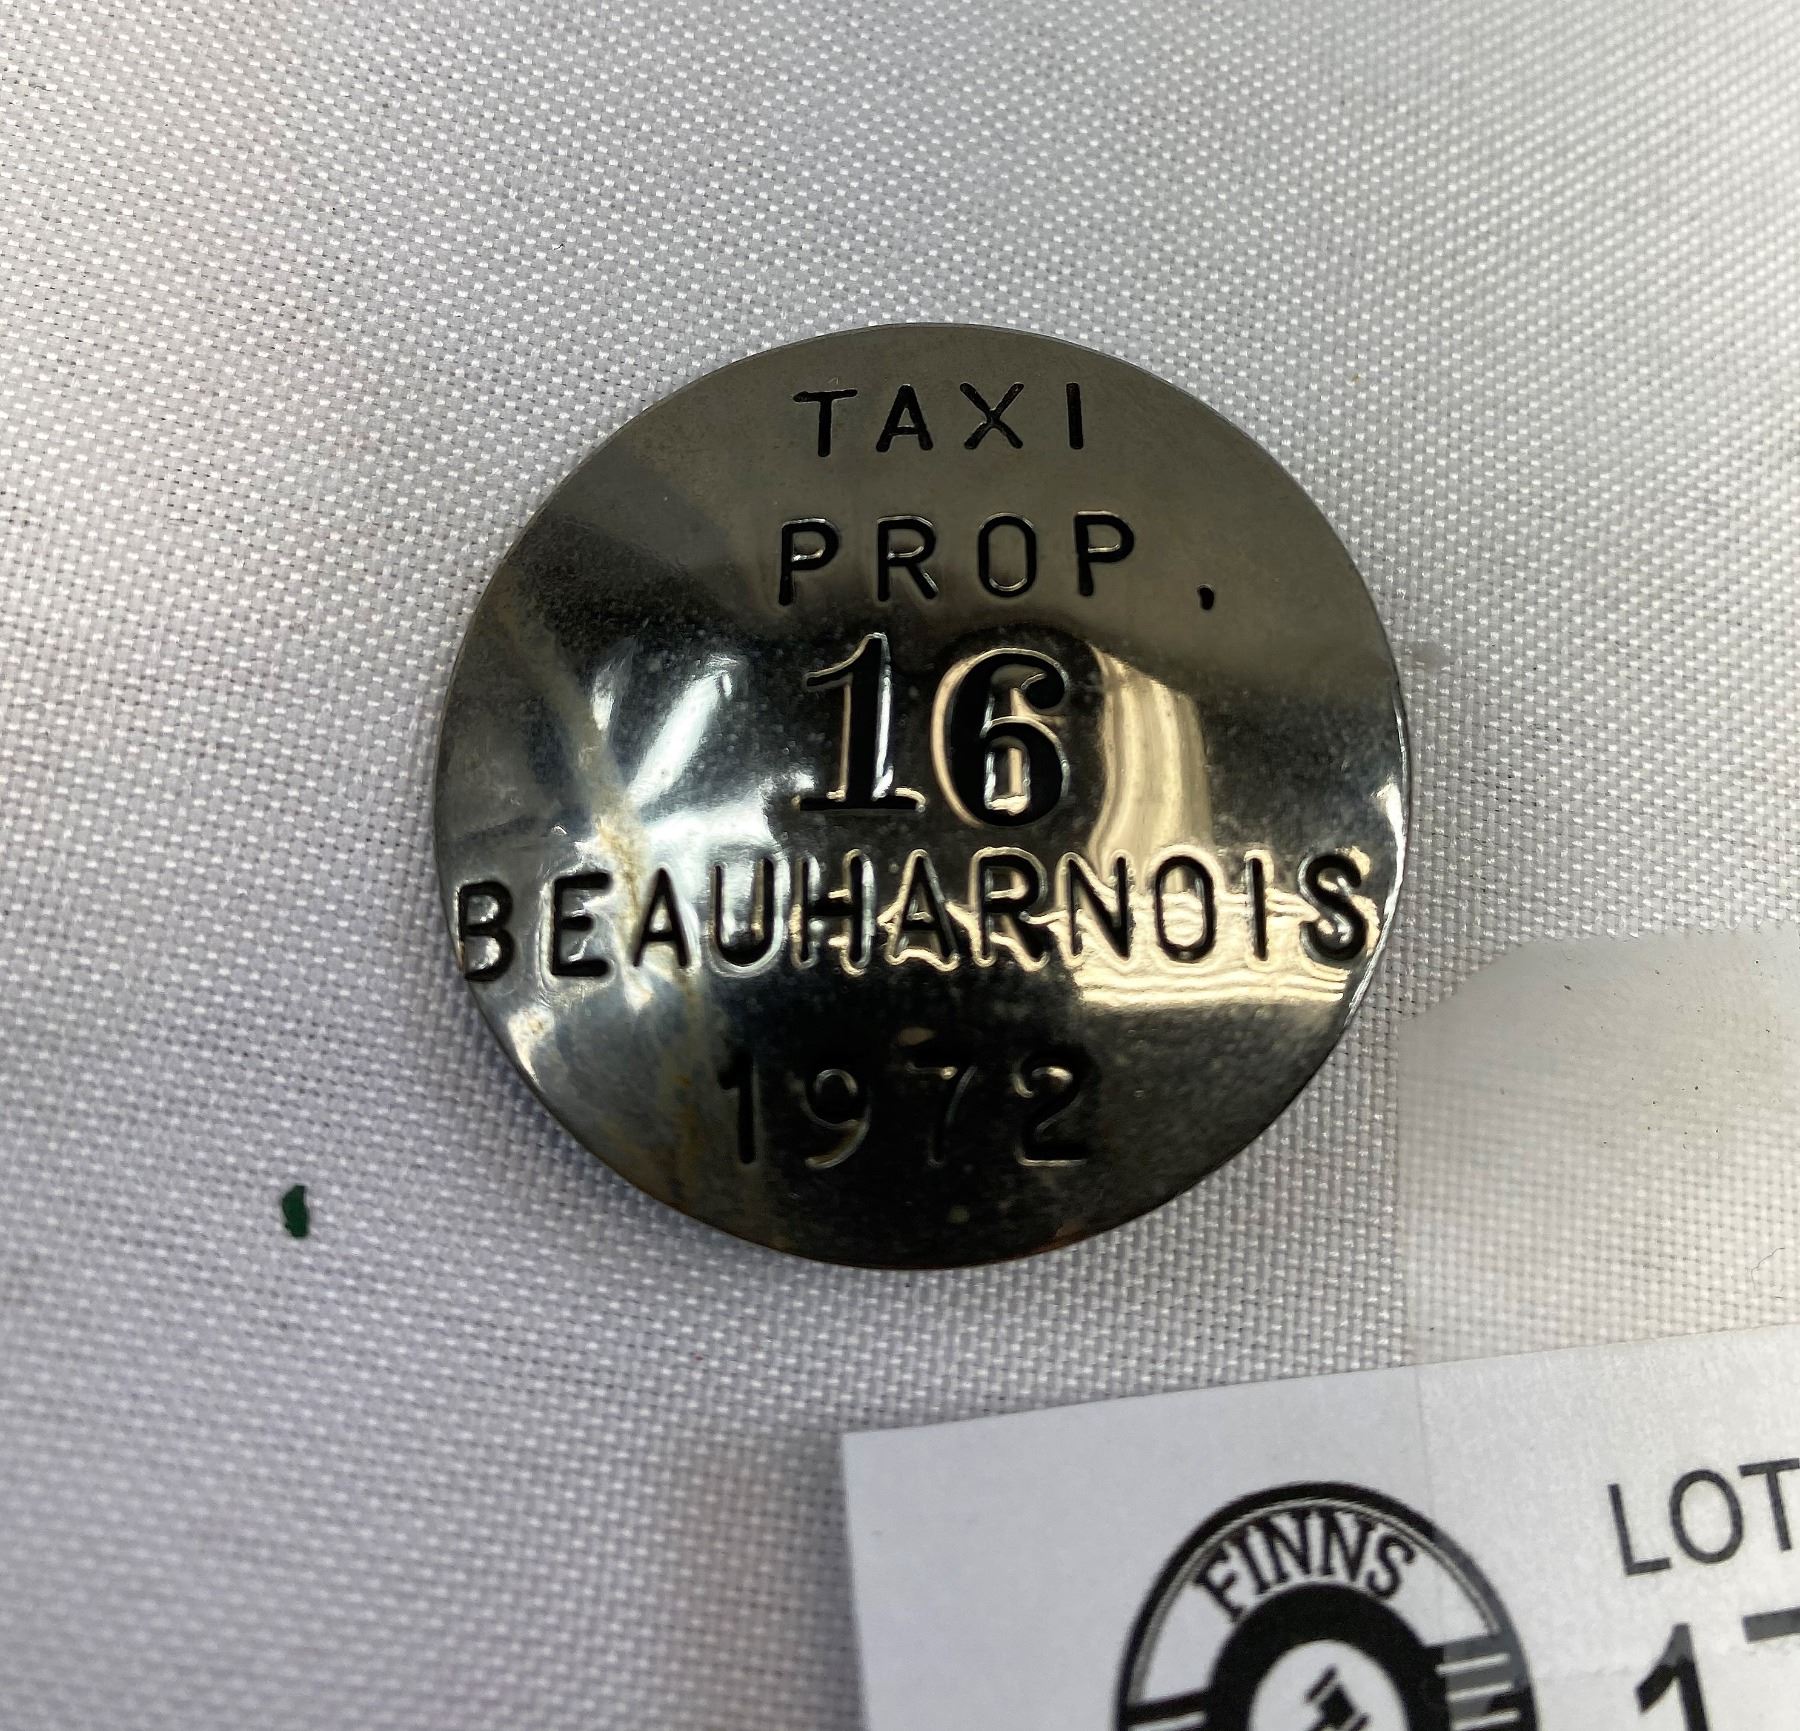 TAXI
PROP.
16
BEAUHARNOIS
1972
FINNS
LOT